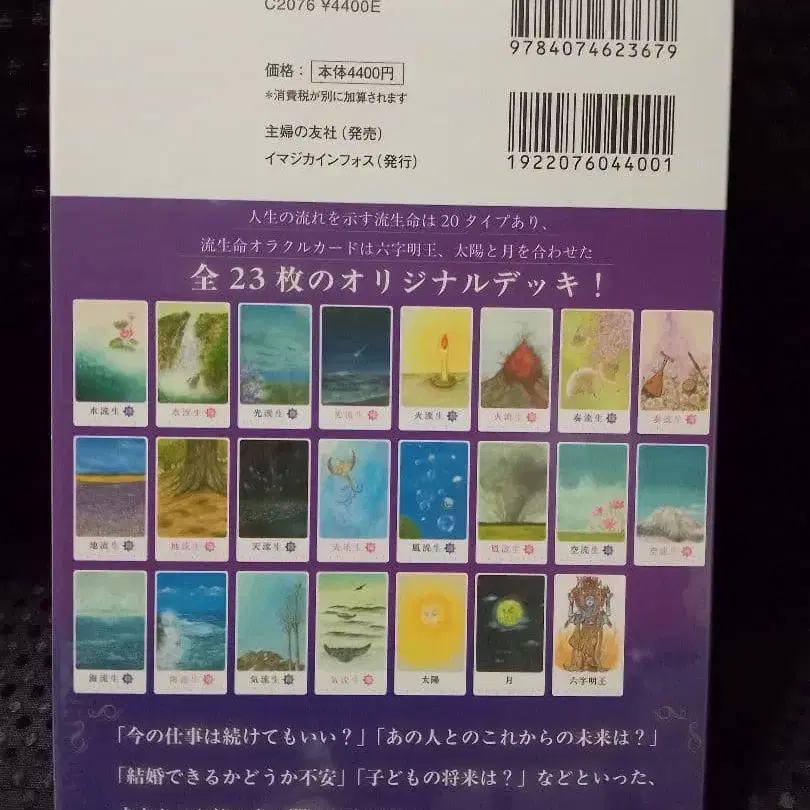 C2076 ¥4400E
9784074623679
価格： 本体4400円
*消費税が別に加算されます
主婦の友社（発売）
イマジカインフォス（発行）
1922076044001
人生の流れを示す流生命は20タイプあり、
流生命オラクルカードは六字明王、太陽と月を合わせた
全23枚のオリジナルデッキ！
水流生 水流生 光流生 光流生 火流生 火流生 奏流生 奏流生
地流生 地流生 天流生 天流生 風流生 風流生 空流生 空流生
海流生 海流生 気流生 気流生 太陽 月 六字明王
「今の仕事は続けてもいい？」「あの人とのこれからの未来は？」
「結婚できるかどうか不安」「子どもの将来は？」などといった、